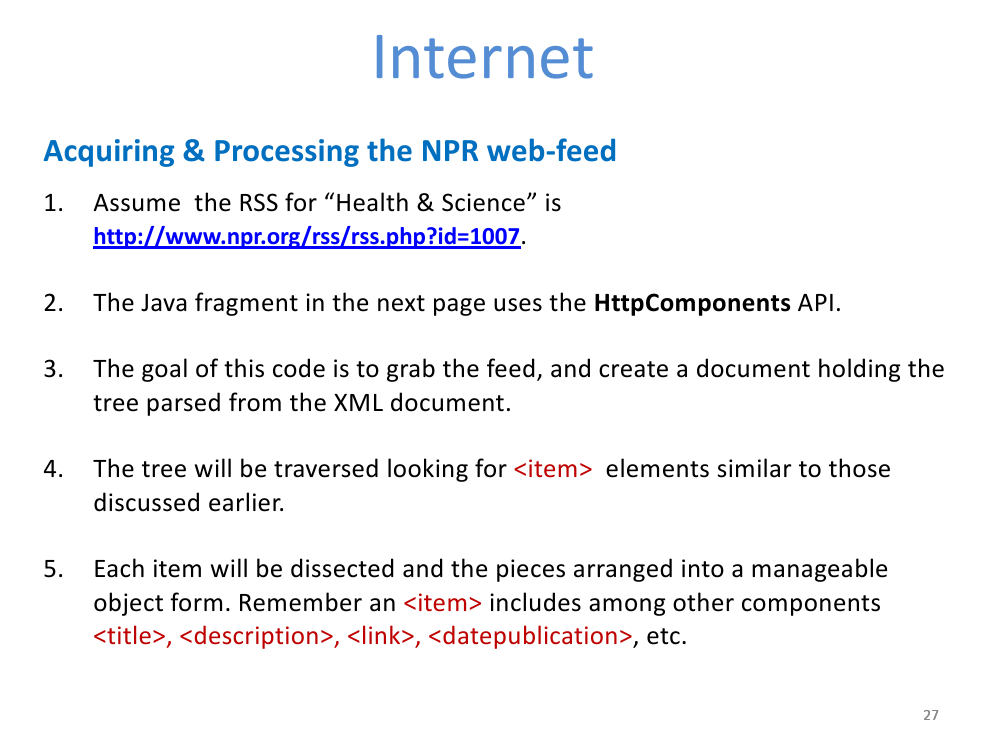 Internet
Acquiring & Processing the NPR web-feed
1. Assume  the RSS for “Health & Science” is
http://www.npr.org/rss/rss.php?id=1007.
2. The Java fragment in the next page uses the HttpComponents API.
3. The goal of this code is to grab the feed, and create a document holding the
tree parsed from the XML document.
4. The tree will be traversed looking for <item>  elements similar to those
discussed earlier.
5. Each item will be dissected and the pieces arranged into a manageable
object form. Remember an <item> includes among other components
<title>, <description>, <link>, <datepublication>, etc.
27